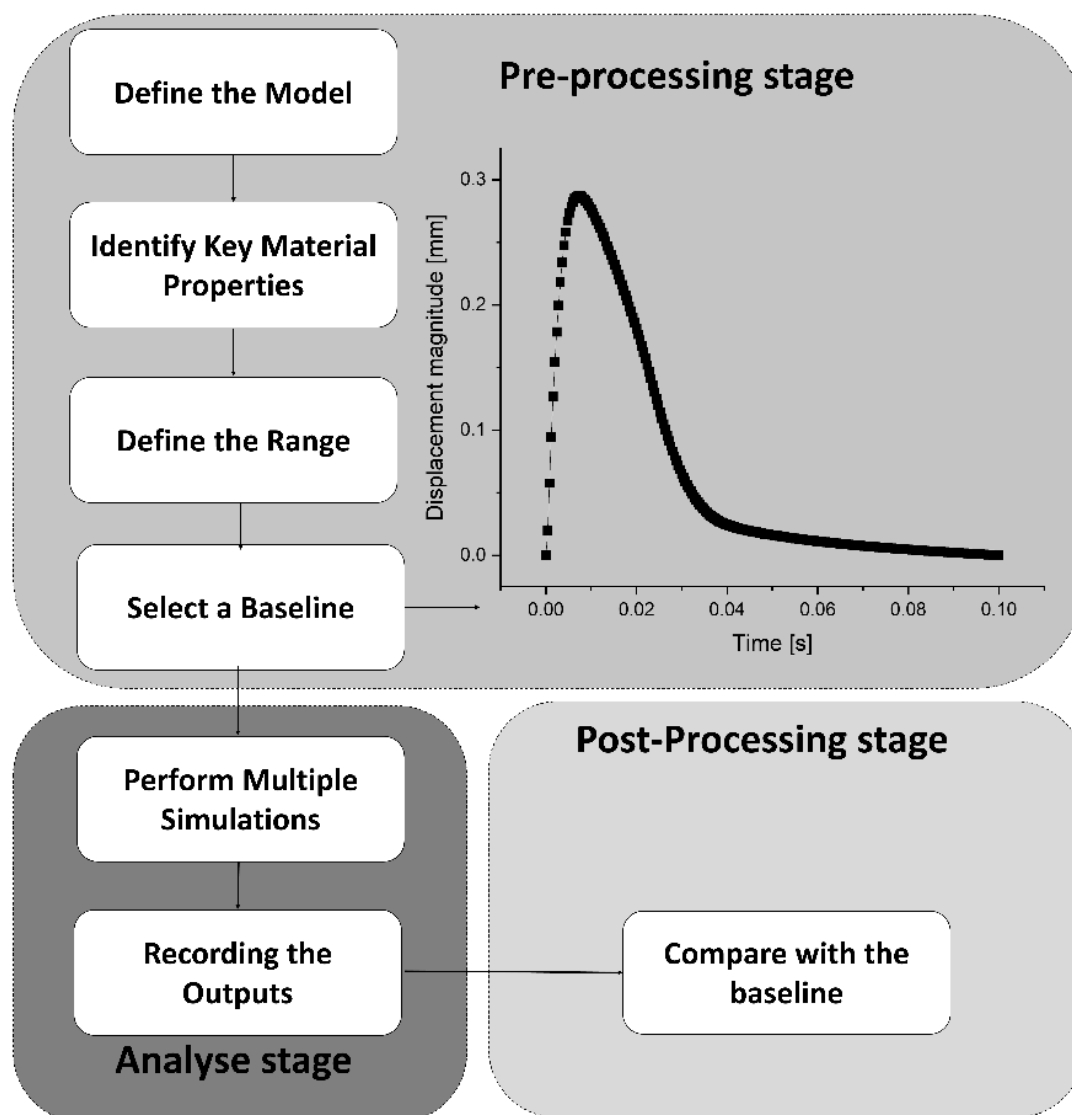 Pre-processing stage
Define the Model
Identify Key Material
Properties
Define the Range
Select a Baseline
Displacement magnitude [mm]
0.3
0.2
0.1
0.0
0.00 0.02 0.04 0.06 0.08 0.10
Time [s]
Perform Multiple
Simulations
Recording the
Outputs
Analyse stage
Post-Processing stage
Compare with the
baseline